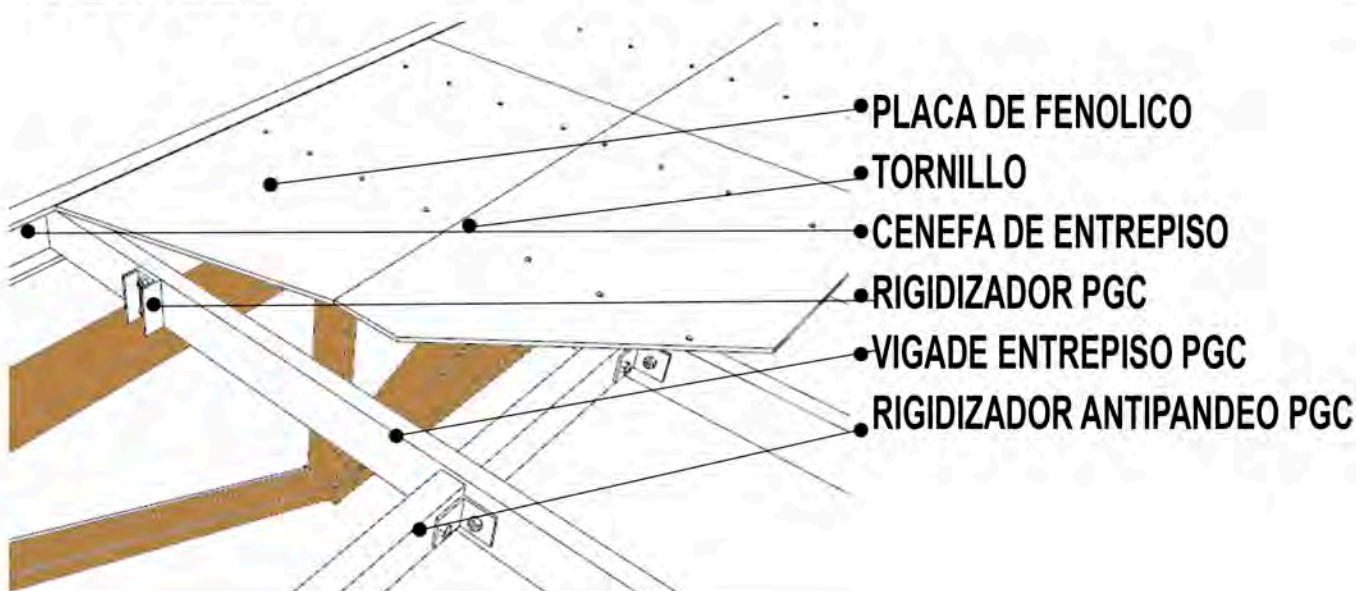 PLACA DE FENOLICO
TORNILLO
CENEFA DE ENTREPISO
RIGIDIZADOR PGC
VIGADE ENTREPISO PGC
RIGIDIZADOR ANTIPANDEO PGC